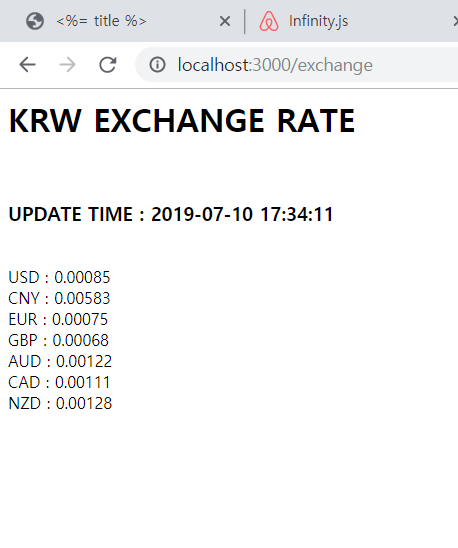 <%= title %>
Infinity.js
localhost:3000/exchange
KRW EXCHANGE RATE
UPDATE TIME : 2019-07-10 17:34:11
USD : 0.00085
CNY : 0.00583
EUR : 0.00075
GBP : 0.00068
AUD : 0.00122
CAD : 0.00111
NZD : 0.00128